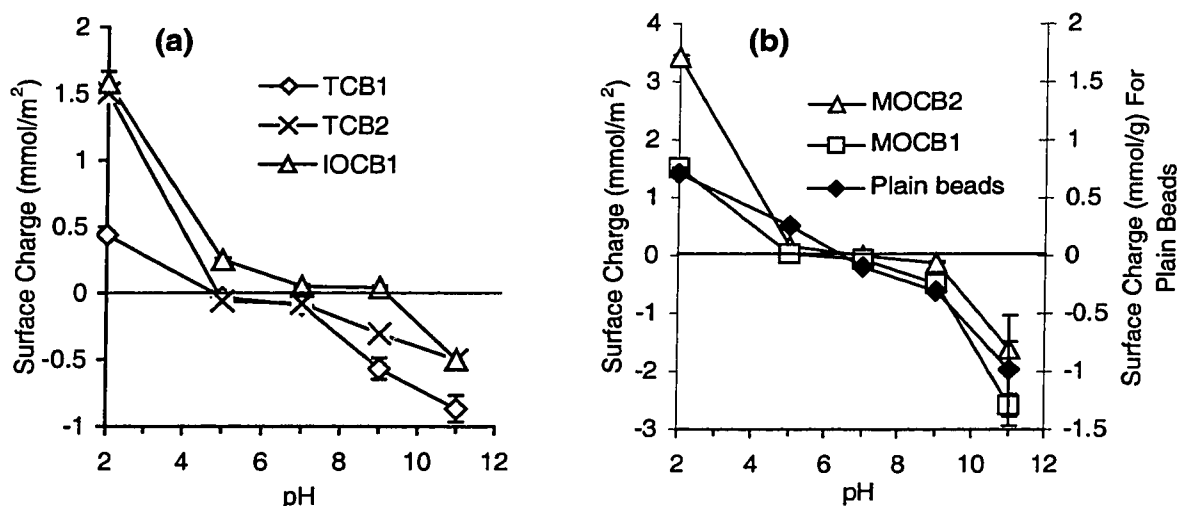 (a)
TCB1
TCB2
IOCB1
Surface Charge (mmol/m²)
2
1.5
1
0.5
0
-0.5
-1
2 4 6 8 10 12
pH
(b)
MOCB2
MOCB1
Plain beads
Surface Charge (mmol/m²)
4
3
2
1
0
-1
-2
-3
2 4 6 8 10 12
pH
2
1.5
1
0.5
0
-0.5
-1
-1.5
Surface Charge (mmol/g) For
Plain Beads